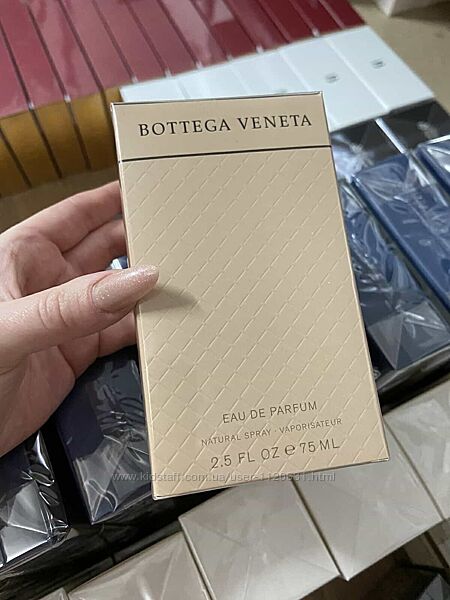 BOTTEGA VENETA
EAU DE PARFUM
NATURAL SPRAY · VAPORISATEUR
2.5 FL OZ ℮ 75 ML